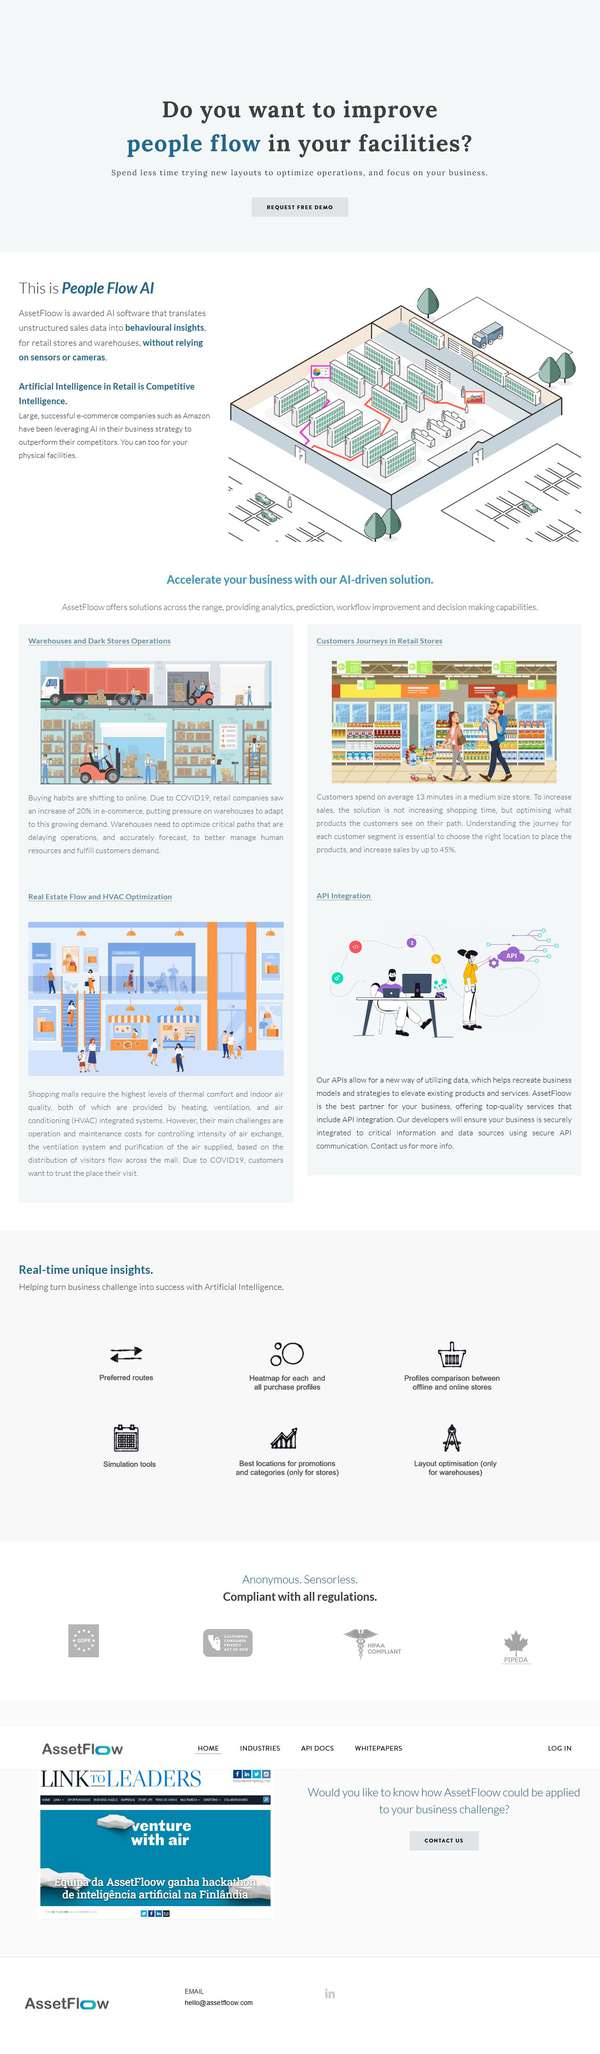 Do you want to improve
people flow in your facilities?
Spend less time trying new layouts to optimize operations, and focus on your business.
REQUEST FREE DEMO
This is People Flow AI
AssetFloow is awarded AI software that translates
unstructured sales data into behavioural insights,
for retail stores and warehouses, without relying
on sensors or cameras.
Artificial Intelligence in Retail is Competitive
Intelligence.
Large, successful e-commerce companies such as Amazon
have been leveraging AI in their business strategy to
outperform their competitors. You can too for your
physical facilities.
Accelerate your business with our AI-driven solution.
AssetFloow offers solutions across the range, providing analytics, prediction, workflow improvement and decision making capabilities.
Warehouses and Dark Stores Operations
Buying habits are shifting to online. Due to COVID19, retail companies saw
an increase of 20% in e-commerce, putting pressure on warehouses to adapt
to this growing demand. Warehouses need to optimize critical paths that are
delaying operations, and accurately forecast, to better manage human
resources and fulfill customers demand.
Customers Journeys in Retail Stores
Customers spend on average 13 minutes in a medium size store. To increase
sales, the solution is not increasing shopping time, but optimising what
products the customers see on their path. Understanding the journey for
each customer segment is essential to choose the right location to place the
products, and increase sales by up to 45%.
Real Estate Flow and HVAC Optimization
Shopping malls require the highest levels of thermal comfort and indoor air
quality, both of which are provided by heating, ventilation, and air
conditioning (HVAC) integrated systems. However, their main challenges are
operation and maintenance costs for controlling intensity of air exchange,
the ventilation system and purification of the air supplied, based on the
distribution of visitors flow across the mall. Due to COVID19, customers
want to trust the place their visit.
API Integration
API
Our APIs allow for a new way of utilizing data, which helps recreate business
models and strategies to elevate existing products and services. AssetFloow
is the best partner for your business, offering top-quality services that
include API integration. Our developers will ensure your business is securely
integrated to critical information and data sources using secure API
communication. Contact us for more info.
Real-time unique insights.
Helping turn business challenge into success with Artificial Intelligence.
Preferred routes
Heatmap for each and
all purchase profiles
Profiles comparison between
offline and online stores
Simulation tools
Best locations for promotions
and categories (only for stores)
Layout optimisation (only
for warehouses)
Anonymous. Sensorless.
Compliant with all regulations.
GDPR
CALIFORNIA
CONSUMER
PRIVACY
ACT OF 2018
HIPAA
COMPLIANT
PIPEDA
AssetFloow
HOME
INDUSTRIES
API DOCS
WHITEPAPERS
LOG IN
LINK TO LEADERS
venture
with air
Equipa da AssetFloow ganha hackathon
de inteligência artificial na Finlândia
Would you like to know how AssetFloow could be applied
to your business challenge?
CONTACT US
AssetFloow
EMAIL
hello@assetfloow.com
in